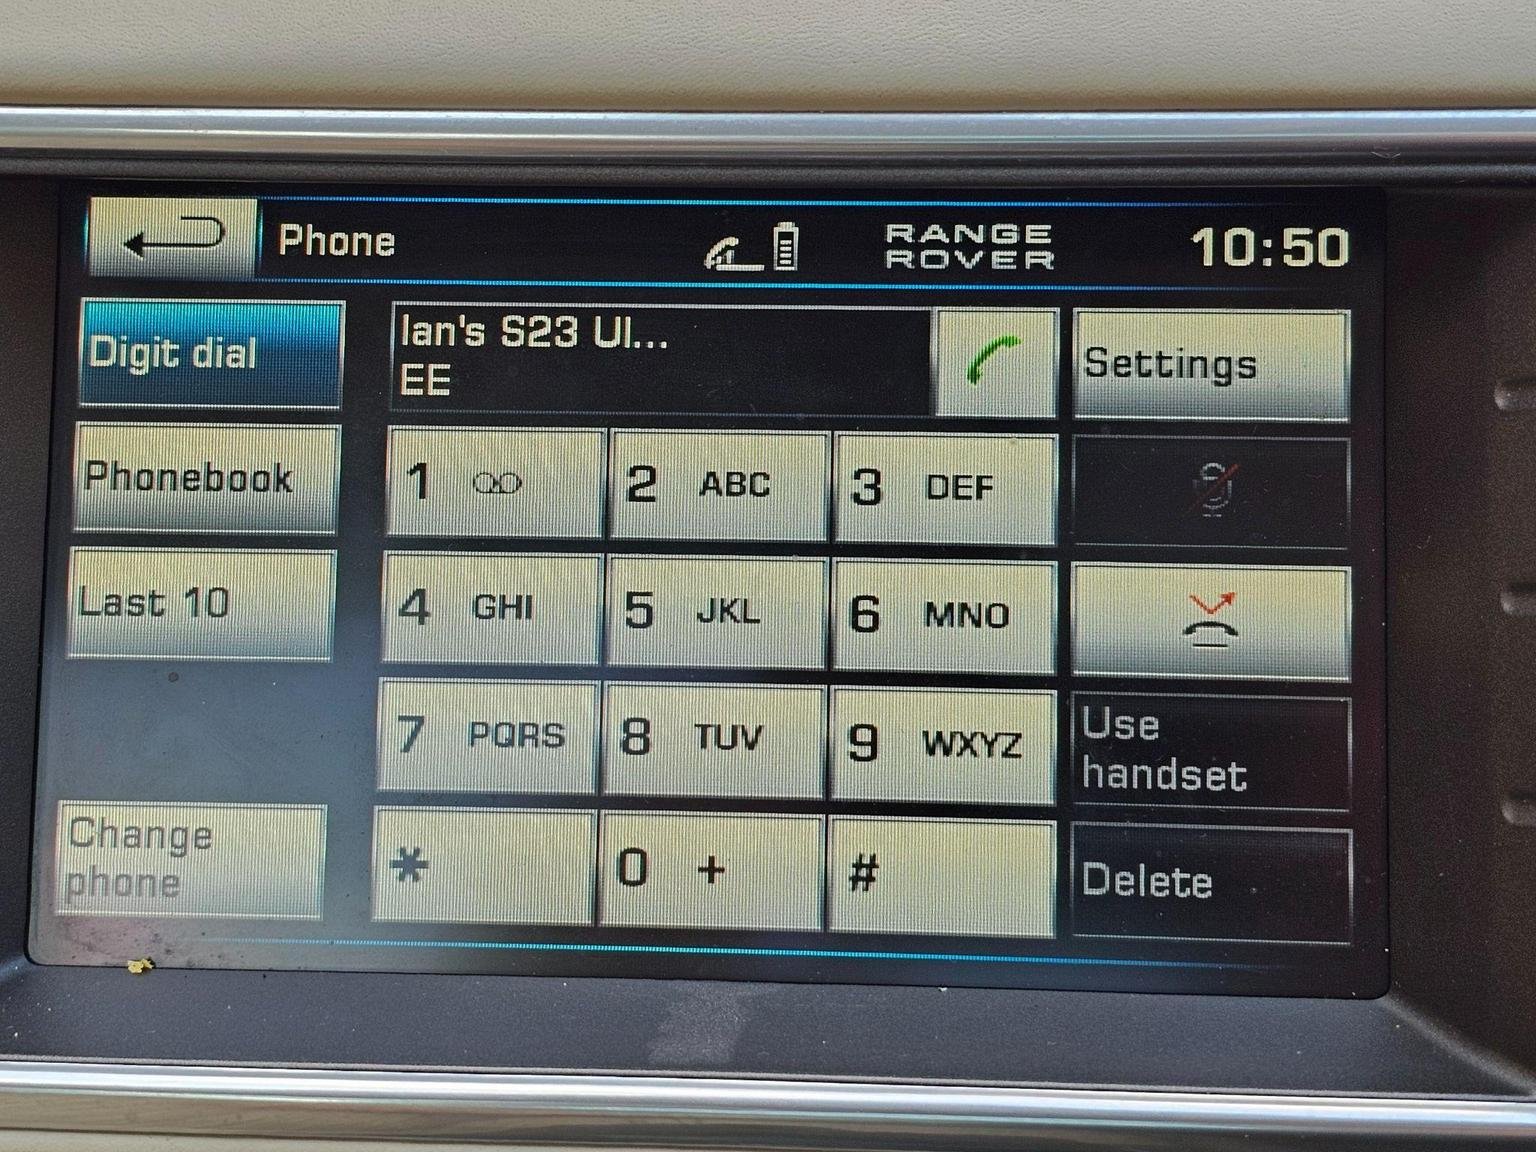 Phone
RANGE
ROVER
10:50
Digit dial
Ian's S23 Ul...
EE
Settings
Phonebook
1
2 ABC
3 DEF
Last 10
4 GHI
5 JKL
6 MNO
7 PQRS
8 TUV
9 WXYZ
Use
handset
Change
phone
*
0 +
#
Delete